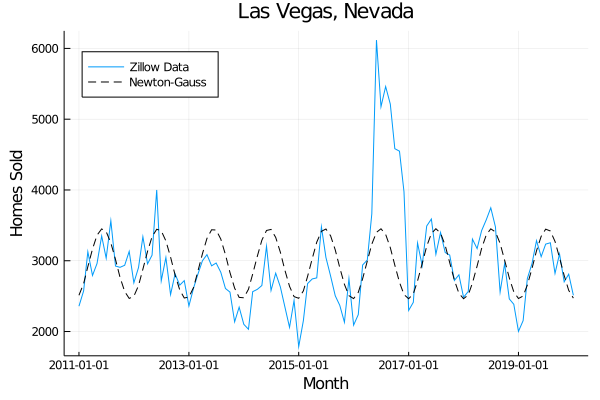 Las Vegas, Nevada
6000
Zillow Data
Newton-Gauss
5000
Homes Sold
4000
3000
2000
2011-01-01 2013-01-01 2015-01-01 2017-01-01 2019-01-01
Month